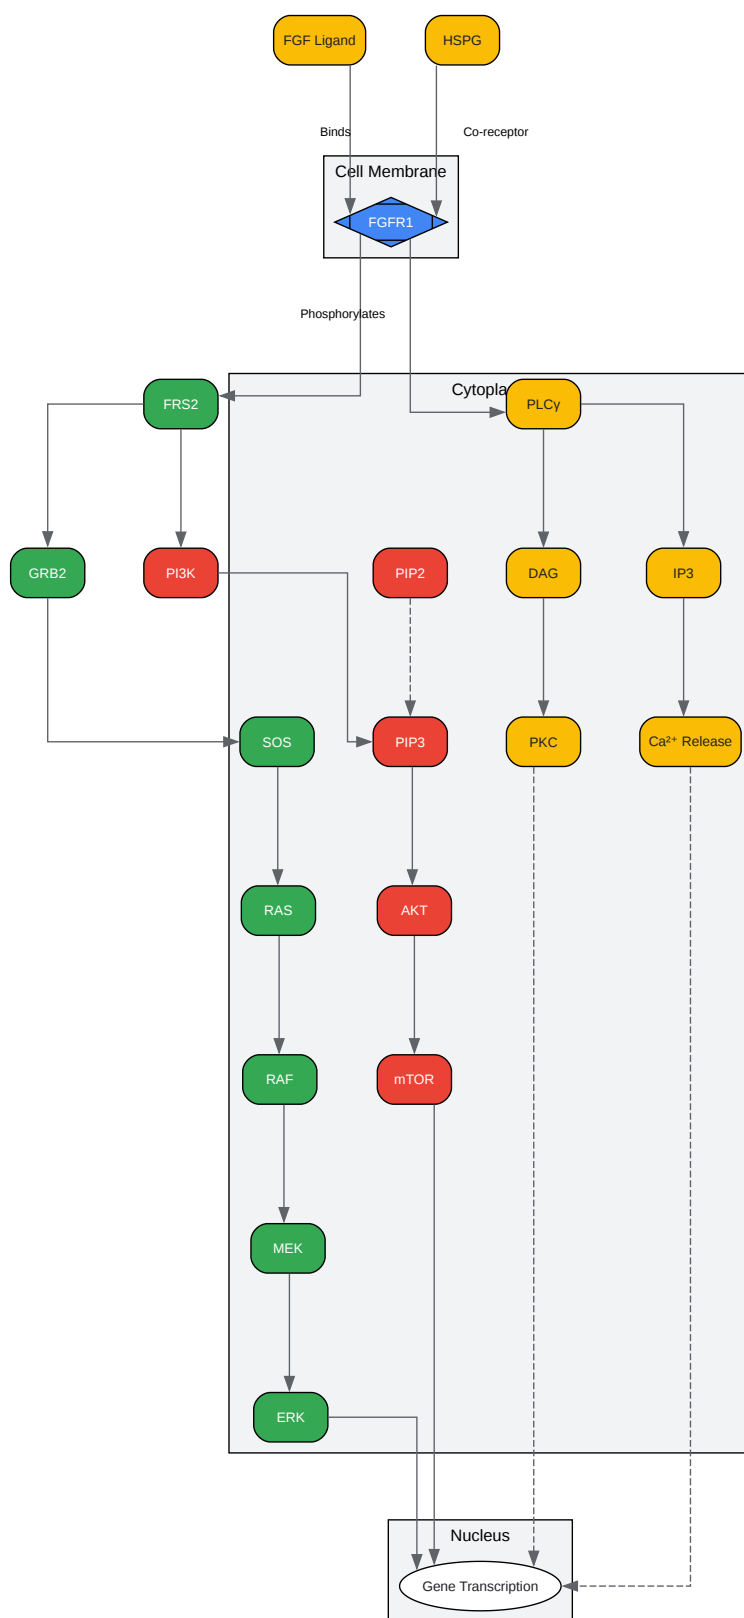 FGF Ligand
HSPG
Binds
Co-receptor
Cell Membrane
FGFR1
Phosphorylates
Cytopla
FRS2
PLCγ
GRB2
PI3K
PIP2
DAG
IP3
SOS
PIP3
PKC
Ca²⁺ Release
RAS
AKT
RAF
mTOR
MEK
ERK
Nucleus
Gene Transcription